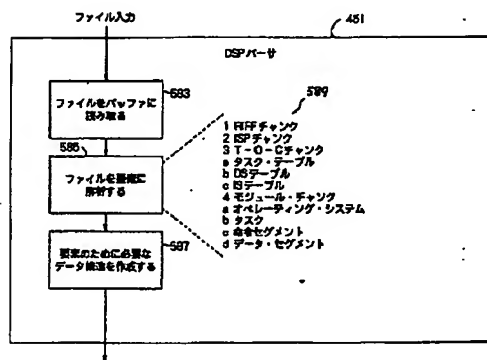 ファイル入力
451
DSPパーサ
ファイルをバッファに
読み取る
583
589
585
ファイルを要素に
解析する
1 RIFFチャンク
2 ISPチャンク
3 T-O-Cチャンク
a タスク・テーブル
b DSテーブル
c ISテーブル
4 モジュール・チャンク
a オペレーティング・システム
b タスク
c 命令セグメント
d データ・セグメント
要素のために必要な
データ構造を作成する
587